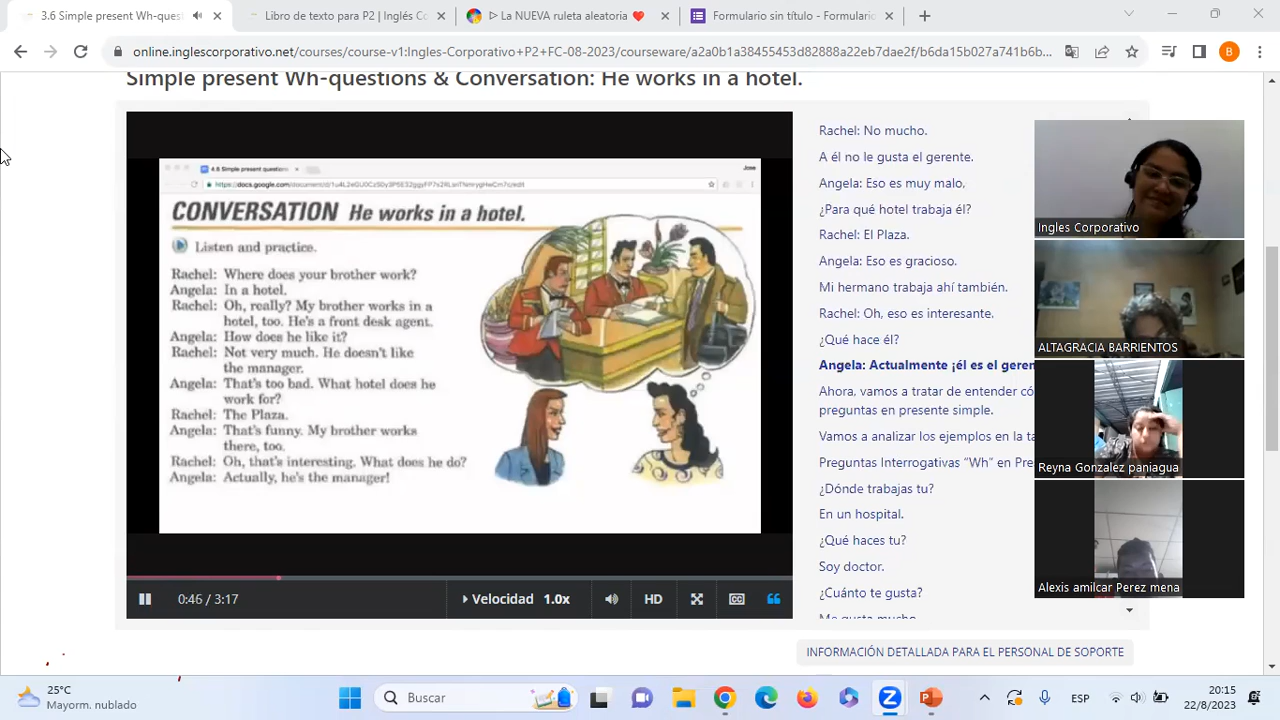 3.6 Simple present Wh-quest
Libro de texto para P2 | Inglés C
▷ La NUEVA ruleta aleatoria
Formulario sin título - Formulario
online.inglescorporativo.net/courses/course-v1:Ingles-Corporativo+P2+FC-08-2023/courseware/a2a0b1a38455453d82888a22eb7dae2f/b6da15b027a741b6b...
B
Simple present Wh-questions & Conversation: He works in a hotel.
4.6 Simple present question
Jose
CONVERSATION He works in a hotel.
Listen and practice.
Rachel: Where does your brother work?
Angela: In a hotel.
Rachel: Oh, really? My brother works in a
hotel, too. He's a front desk agent.
Angela: How does he like it?
Rachel: Not very much. He doesn't like
the manager.
Angela: That's too bad. What hotel does he
work for?
Rachel: The Plaza.
Angela: That's funny. My brother works
there, too.
Rachel: Oh, that's interesting. What does he do?
Angela: Actually, he's the manager!
0:46 / 3:17
Velocidad 1.0x
HD
Rachel: No mucho.
A él no le gusta el gerente.
Angela: Eso es muy malo,
¿Para qué hotel trabaja él?
Rachel: El Plaza.
Angela: Eso es gracioso.
Mi hermano trabaja ahí también.
Rachel: Oh, eso es interesante.
¿Qué hace él?
Angela: Actualmente ¡él es el geren
Ahora, vamos a tratar de entender có
preguntas en presente simple.
Vamos a analizar los ejemplos en la ta
Preguntas Interrogativas “Wh” en Pre
¿Dónde trabajas tu?
En un hospital.
¿Qué haces tu?
Soy doctor.
¿Cuánto te gusta?
Me gusta mucho
Ingles Corporativo
ALTAGRACIA BARRIENTOS
Reyna Gonzalez paniagua
Alexis amilcar Perez mena
INFORMACIÓN DETALLADA PARA EL PERSONAL DE SOPORTE
25°C
Mayorm. nublado
Buscar
ESP
20:15
22/8/2023